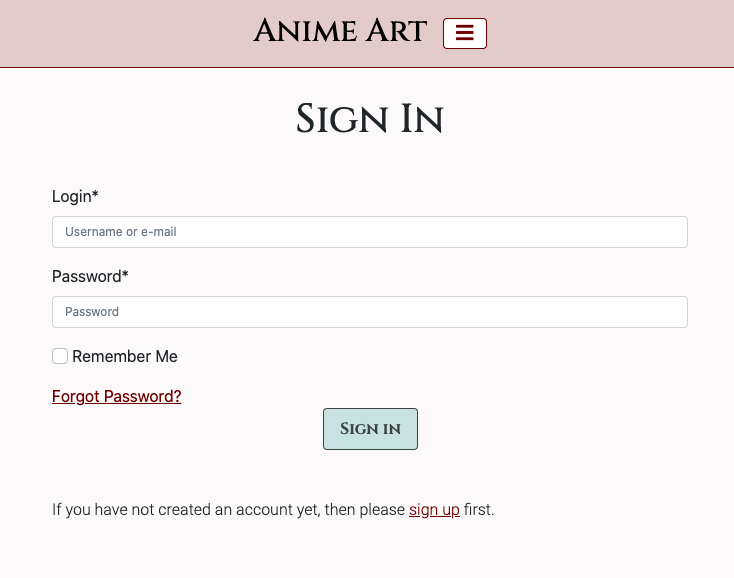 Anime Art
Sign In
Login*
Username or e-mail
Password*
Password
Remember Me
Forgot Password?
Sign in
If you have not created an account yet, then please sign up first.